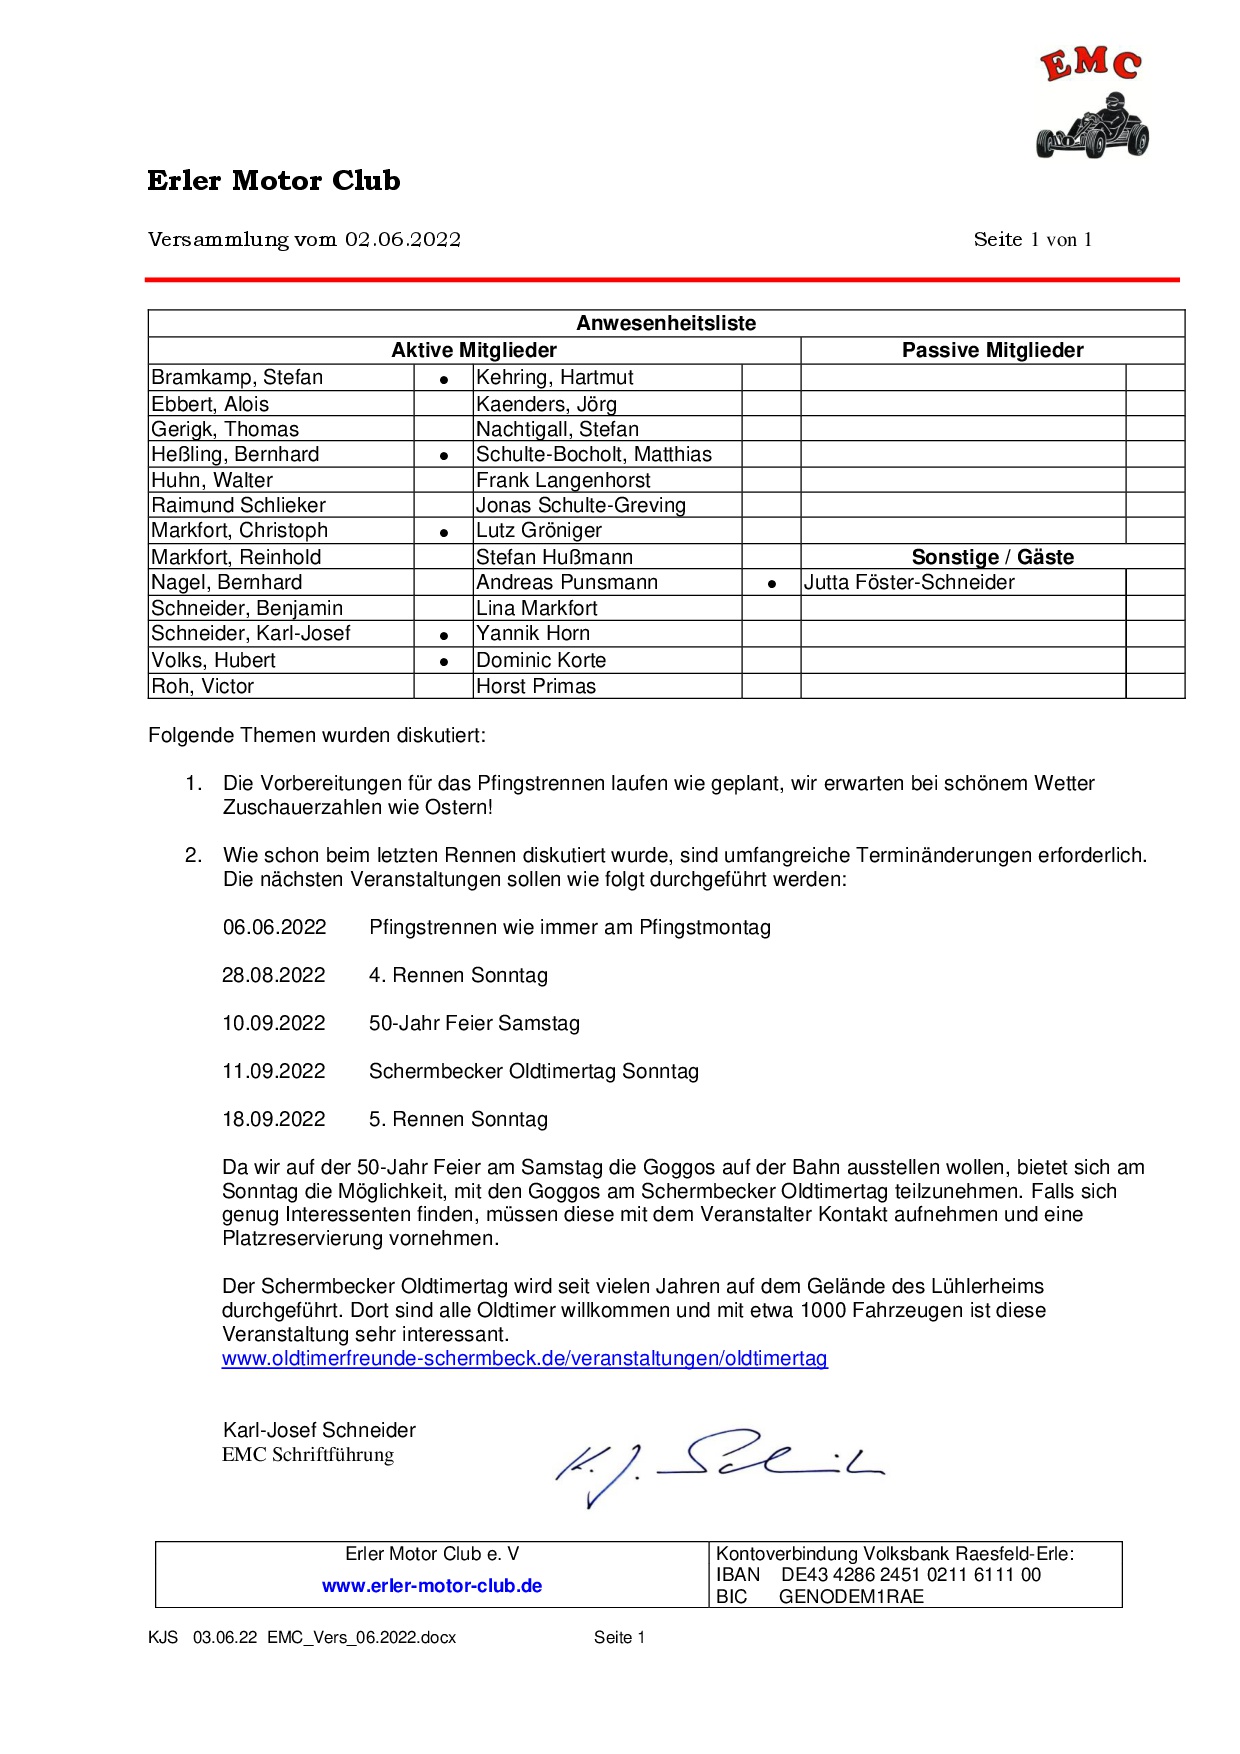 EMC
Erler Motor Club
Versammlung vom 02.06.2022 Seite 1 von 1
Anwesenheitsliste
Aktive Mitglieder Passive Mitglieder
Bramkamp, Stefan • Kehring, Hartmut
Ebbert, Alois Kaenders, Jörg
Gerigk, Thomas Nachtigall, Stefan
Heßling, Bernhard • Schulte-Bocholt, Matthias
Huhn, Walter Frank Langenhorst
Raimund Schlieker Jonas Schulte-Greving
Markfort, Christoph • Lutz Gröniger
Markfort, Reinhold Stefan Hußmann Sonstige / Gäste
Nagel, Bernhard Andreas Punsmann • Jutta Föster-Schneider
Schneider, Benjamin Lina Markfort
Schneider, Karl-Josef • Yannik Horn
Volks, Hubert • Dominic Korte
Roh, Victor Horst Primas
Folgende Themen wurden diskutiert:
1. Die Vorbereitungen für das Pfingstrennen laufen wie geplant, wir erwarten bei schönem Wetter
Zuschauerzahlen wie Ostern!
2. Wie schon beim letzten Rennen diskutiert wurde, sind umfangreiche Terminänderungen erforderlich.
Die nächsten Veranstaltungen sollen wie folgt durchgeführt werden:
06.06.2022 Pfingstrennen wie immer am Pfingstmontag
28.08.2022 4. Rennen Sonntag
10.09.2022 50-Jahr Feier Samstag
11.09.2022 Schermbecker Oldtimertag Sonntag
18.09.2022 5. Rennen Sonntag
Da wir auf der 50-Jahr Feier am Samstag die Goggos auf der Bahn ausstellen wollen, bietet sich am
Sonntag die Möglichkeit, mit den Goggos am Schermbecker Oldtimertag teilzunehmen. Falls sich
genug Interessenten finden, müssen diese mit dem Veranstalter Kontakt aufnehmen und eine
Platzreservierung vornehmen.
Der Schermbecker Oldtimertag wird seit vielen Jahren auf dem Gelände des Lühlerheims
durchgeführt. Dort sind alle Oldtimer willkommen und mit etwa 1000 Fahrzeugen ist diese
Veranstaltung sehr interessant.
www.oldtimerfreunde-schermbeck.de/veranstaltungen/oldtimertag
Karl-Josef Schneider
EMC Schriftführung
K. J.
Erler Motor Club e. V
www.erler-motor-club.de
Kontoverbindung Volksbank Raesfeld-Erle:
IBAN DE43 4286 2451 0211 6111 00
BIC GENODEM1RAE
KJS 03.06.22 EMC_Vers_06.2022.docx Seite 1